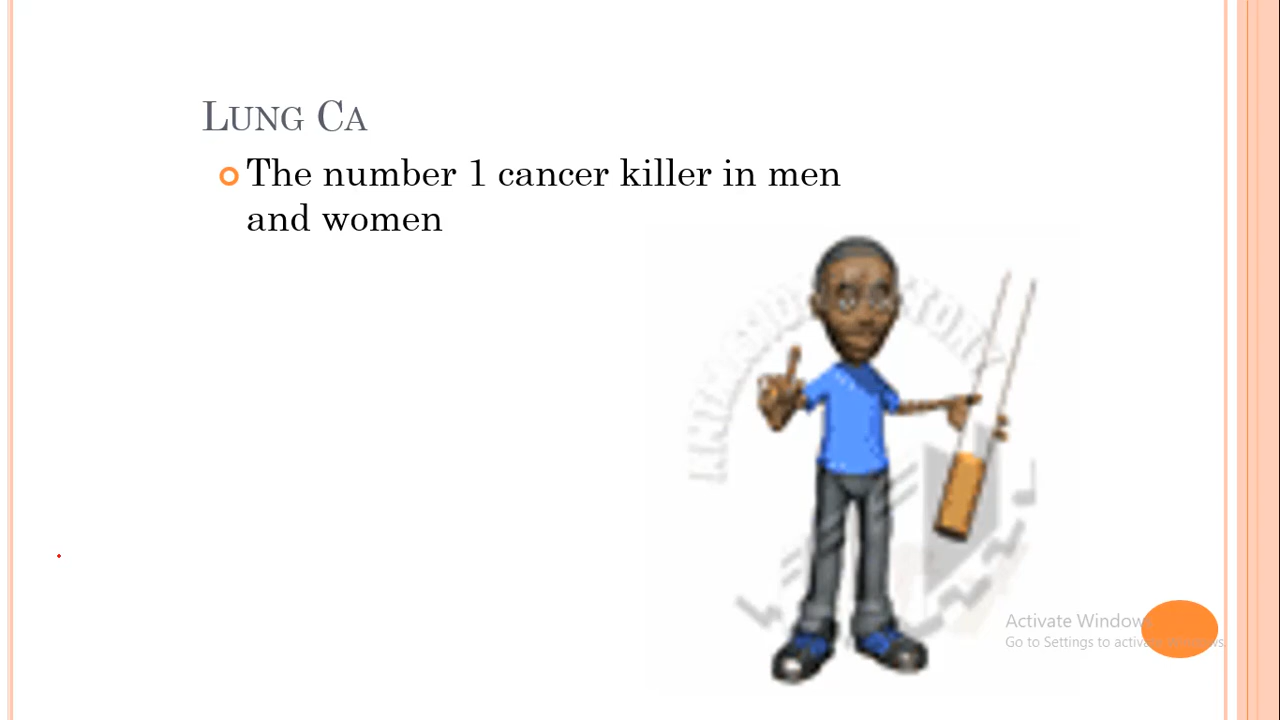 LUNG CA
The number 1 cancer killer in men
and women
Activate Windows
Go to Settings to activate Windows.